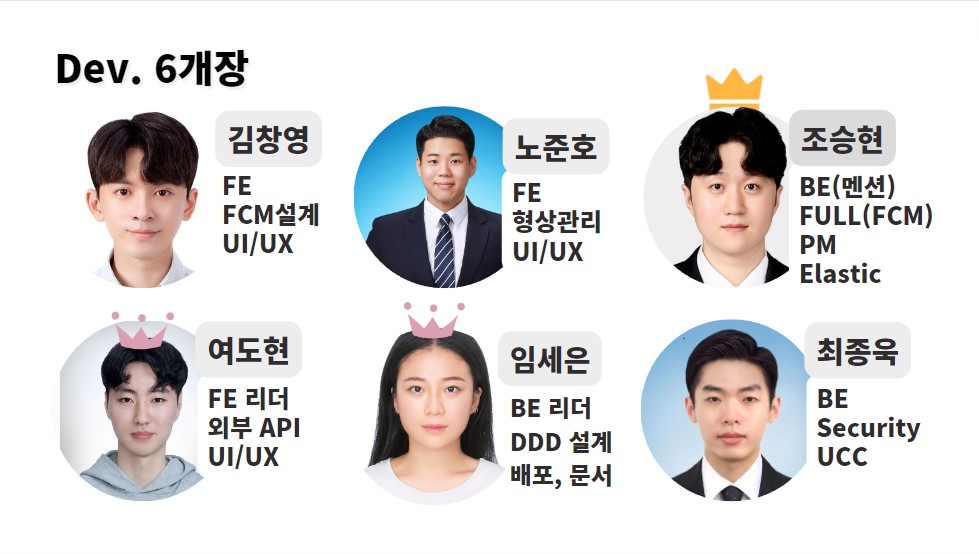 Dev. 6개장
김창영
FE
FCM설계
UI/UX
노준호
FE
형상관리
UI/UX
조승현
BE(멘션)
FULL(FCM)
PM
Elastic
여도현
FE 리더
외부 API
UI/UX
임세은
BE 리더
DDD 설계
배포, 문서
최종욱
BE
Security
UCC